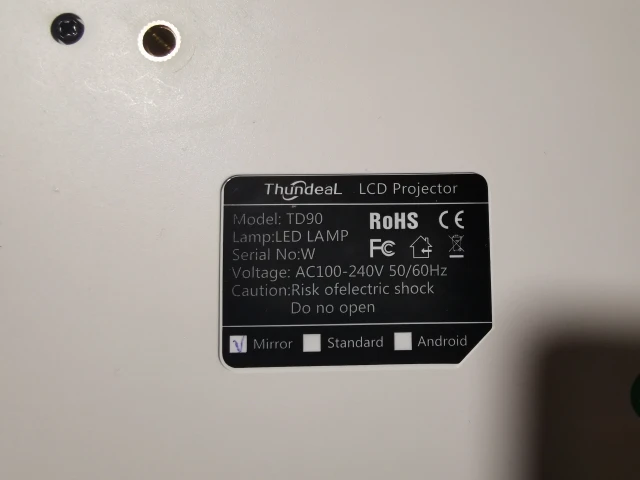 ThundeaL LCD Projector
Model: TD90
RoHS CE
Lamp:LED LAMP
FC
Serial No:W
Voltage: AC100-240V 50/60Hz
Caution:Risk ofelectric shock
Do no open
Mirror Standard Android